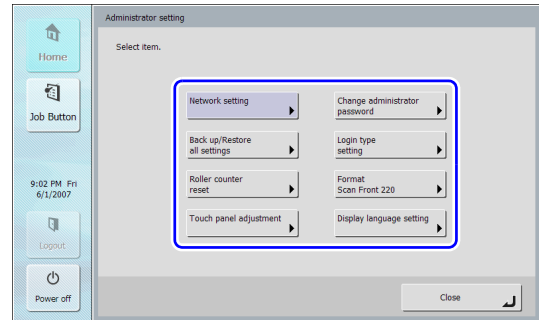 Administrator setting
Select item.
Home
Job Button
9:02 PM Fri
6/1/2007
Logout
Power off
Network setting
Change administrator
password
Back up/Restore
all settings
Login type
setting
Roller counter
reset
Format
Scan Front 220
Touch panel adjustment
Display language setting
Close